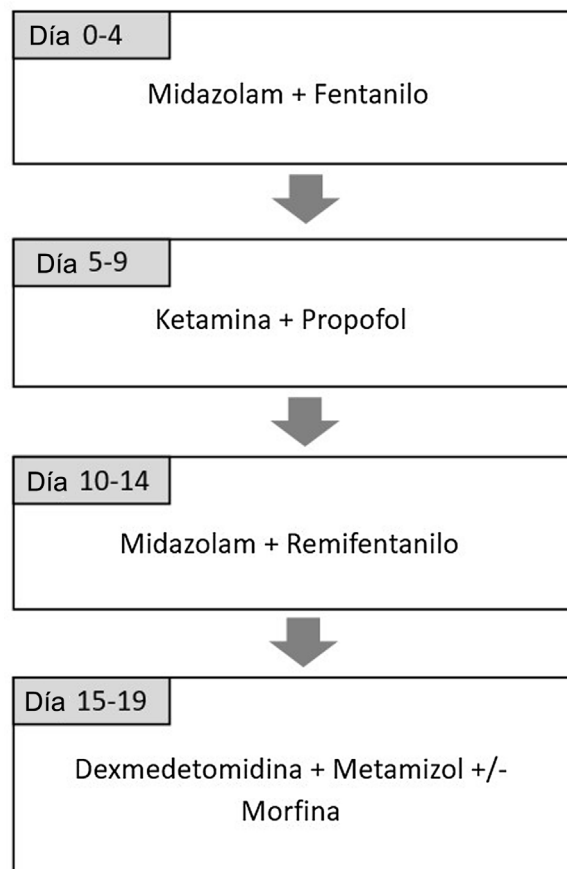 Día 0-4
Midazolam + Fentanilo
Día 5-9
Ketamina + Propofol
Día 10-14
Midazolam + Remifentanilo
Día 15-19
Dexmedetomidina + Metamizol +/-
Morfina